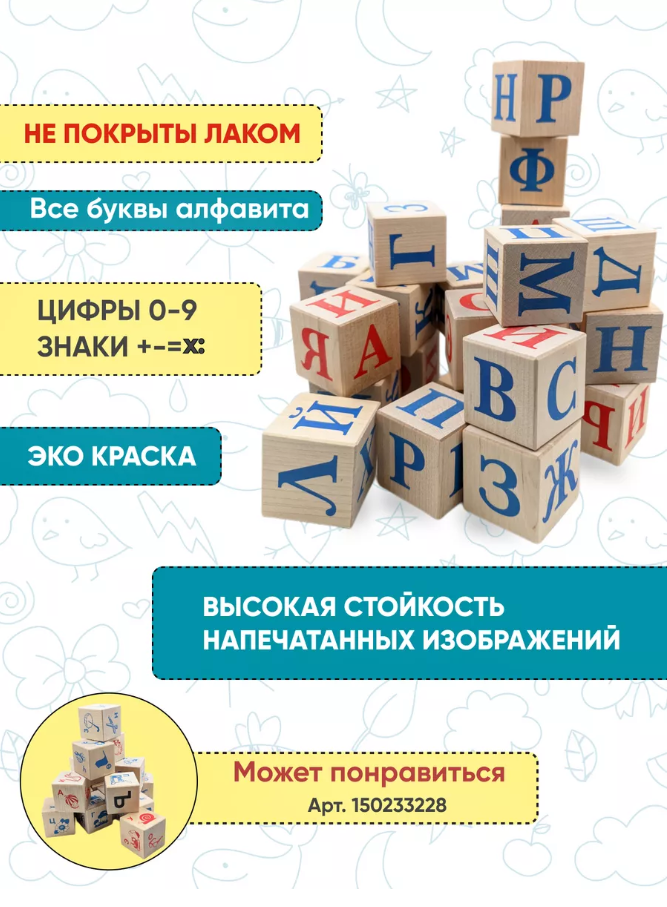 НЕ ПОКРЫТЫ ЛАКОМ
Все буквы алфавита
ЦИФРЫ 0-9
ЗНАКИ +-=х:
ЭКО КРАСКА
Н Р
Ф
З
Г
Ш П Ш
М Д
Б
И К
Я А С Н
И
В С
Й П Р И
Л Х Р З Ж
ВЫСОКАЯ СТОЙКОСТЬ
НАПЕЧАТАННЫХ ИЗОБРАЖЕНИЙ
Ъ
Может понравиться
Арт. 150233228